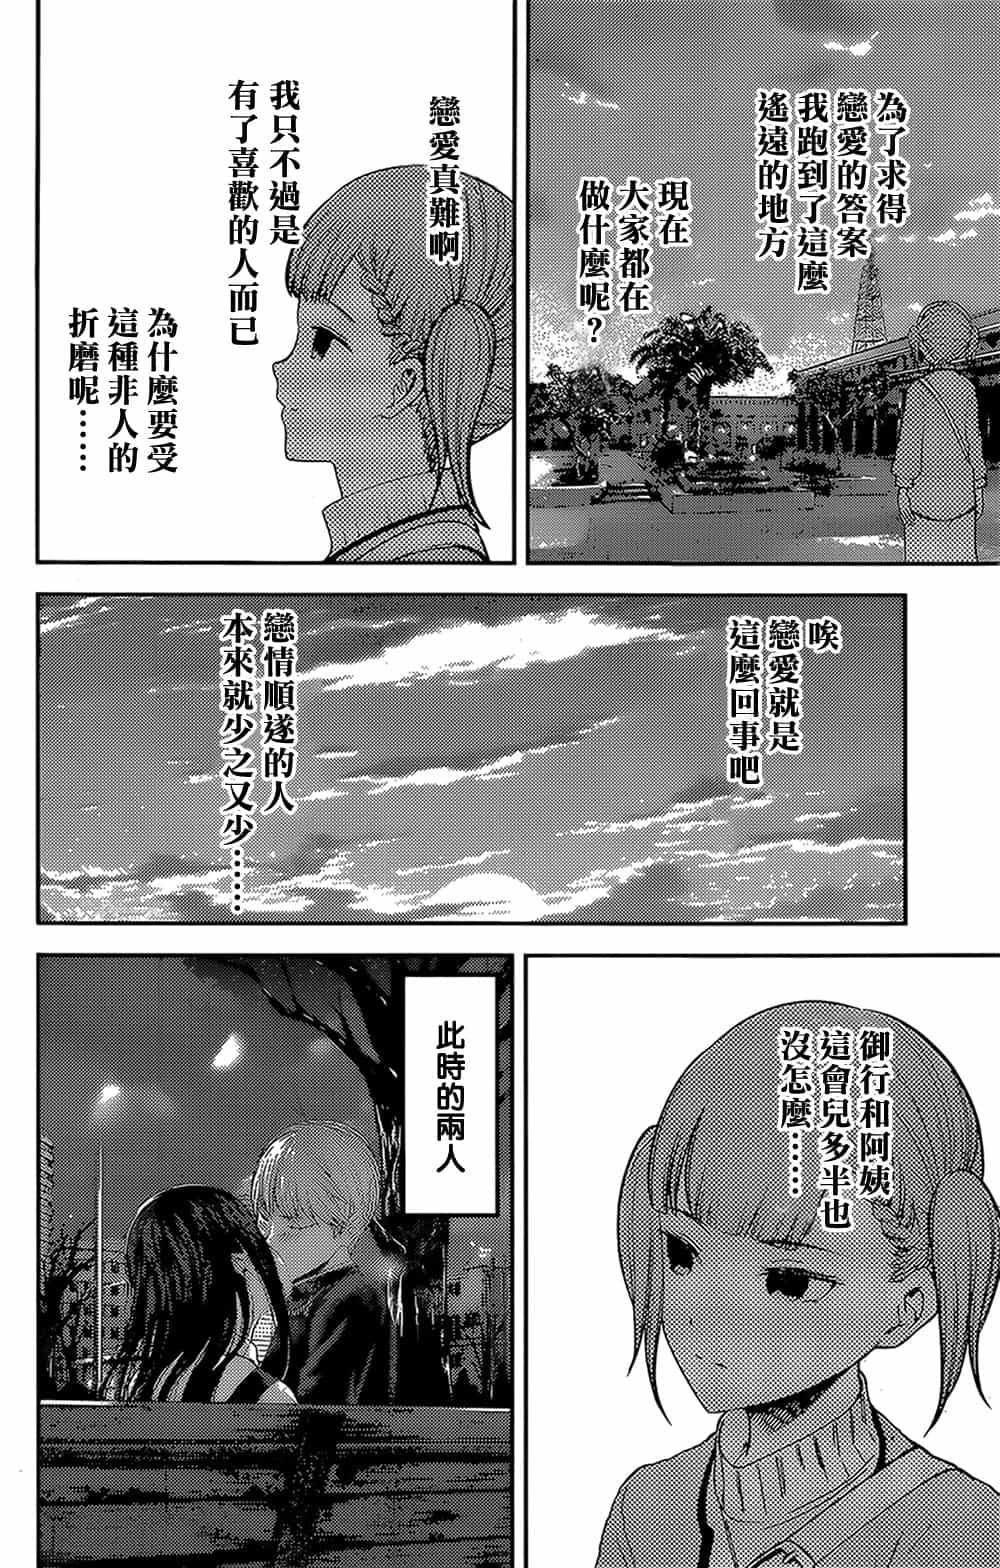 為了求得
戀愛的答案
我跑到了這麼
遙遠的地方
現在
大家都在
做什麼呢？
戀愛真難啊
我只不過是
有了喜歡的人而已
為什麼要受
這種非人的
折磨呢……
唉
戀愛就是
這麼回事吧
戀情順遂的人
本來就少之又少……
御行和阿姨
這會兒多半也
沒怎麼……
此時的兩人